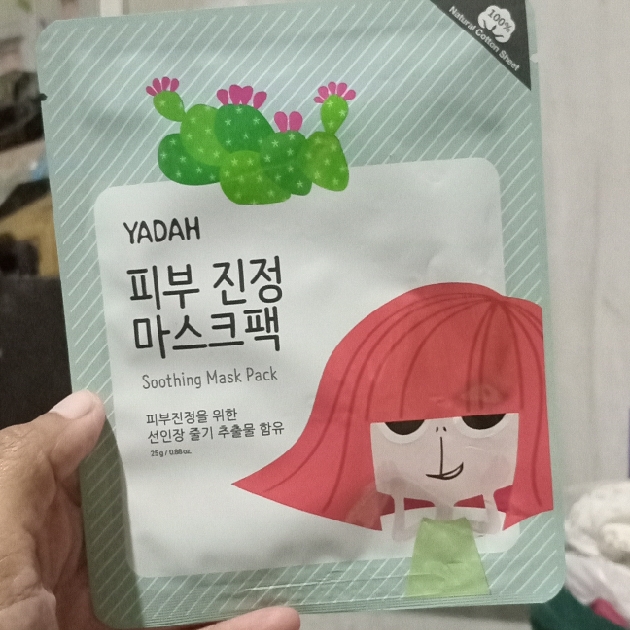 100%
Natural Cotton Sheet
YADAH
피부 진정
마스크팩
Soothing Mask Pack
피부진정을 위한
선인장 줄기 추출물 함유
25g / 0.88 oz.